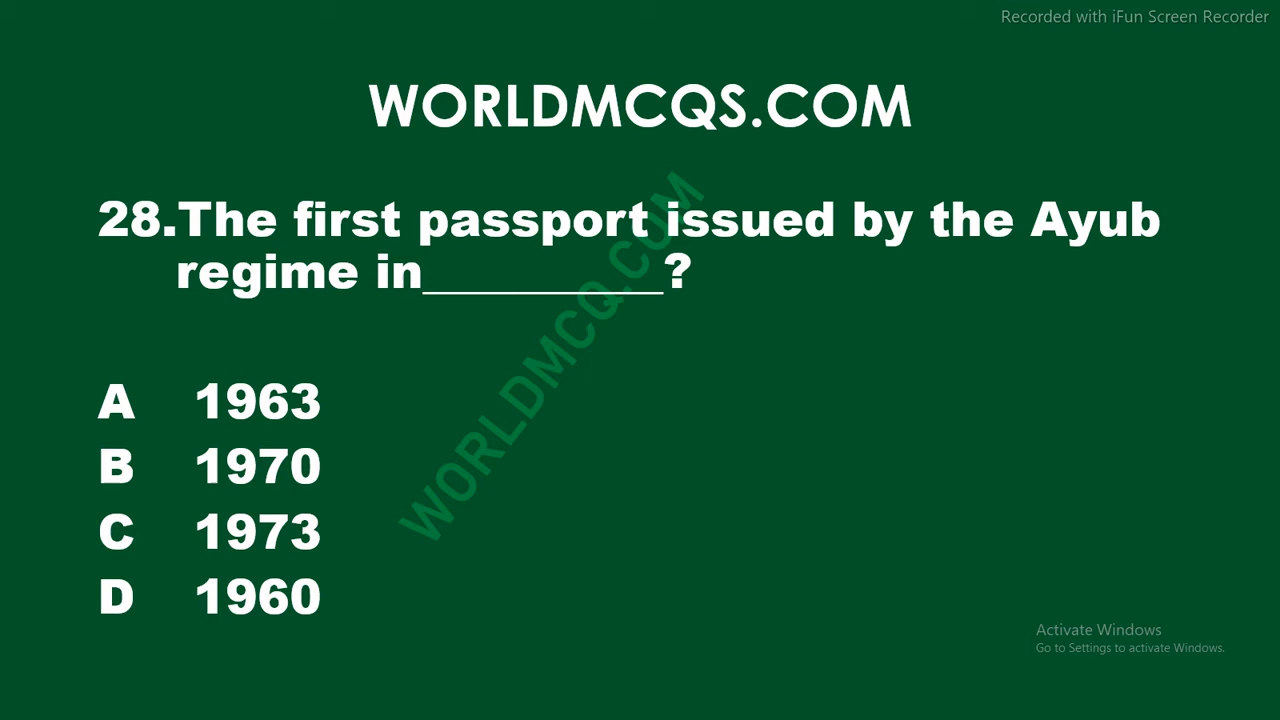 Recorded with iFun Screen Recorder
WORLDMCQS.COM
28.The first passport issued by the Ayub
regime in__________?
A 1963
B 1970
C 1973
D 1960
WORLDMCQ.COM
Activate Windows
Go to Settings to activate Windows.